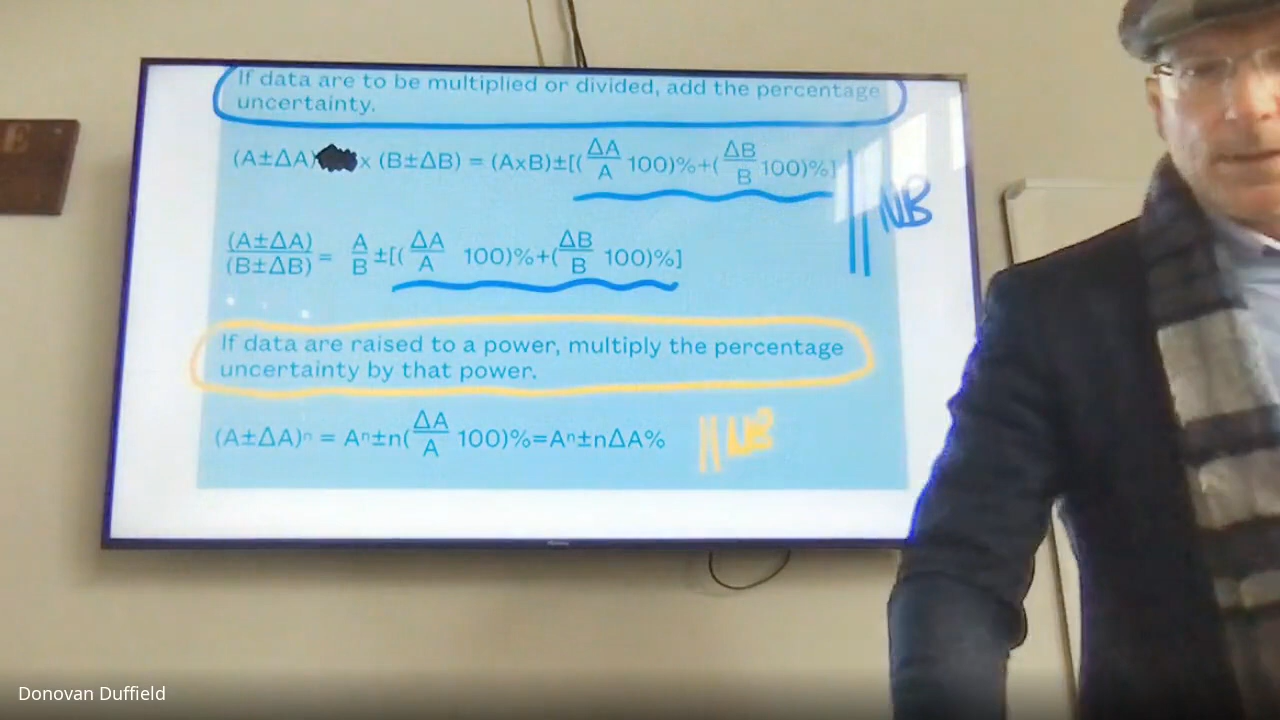 If data are to be multiplied or divided, add the percentage
uncertainty.
(A±ΔA) x (B±ΔB) = (AxB)±[(ΔA/A 100)%+(ΔB/B 100)%]
NB
(A±ΔA)/(B±ΔB) = A/B ±[(ΔA/A 100)%+(ΔB/B 100)%]
If data are raised to a power, multiply the percentage
uncertainty by that power.
(A±ΔA)ⁿ = Aⁿ±n(ΔA/A 100)%=Aⁿ±nΔA%
NB
E
Donovan Duffield